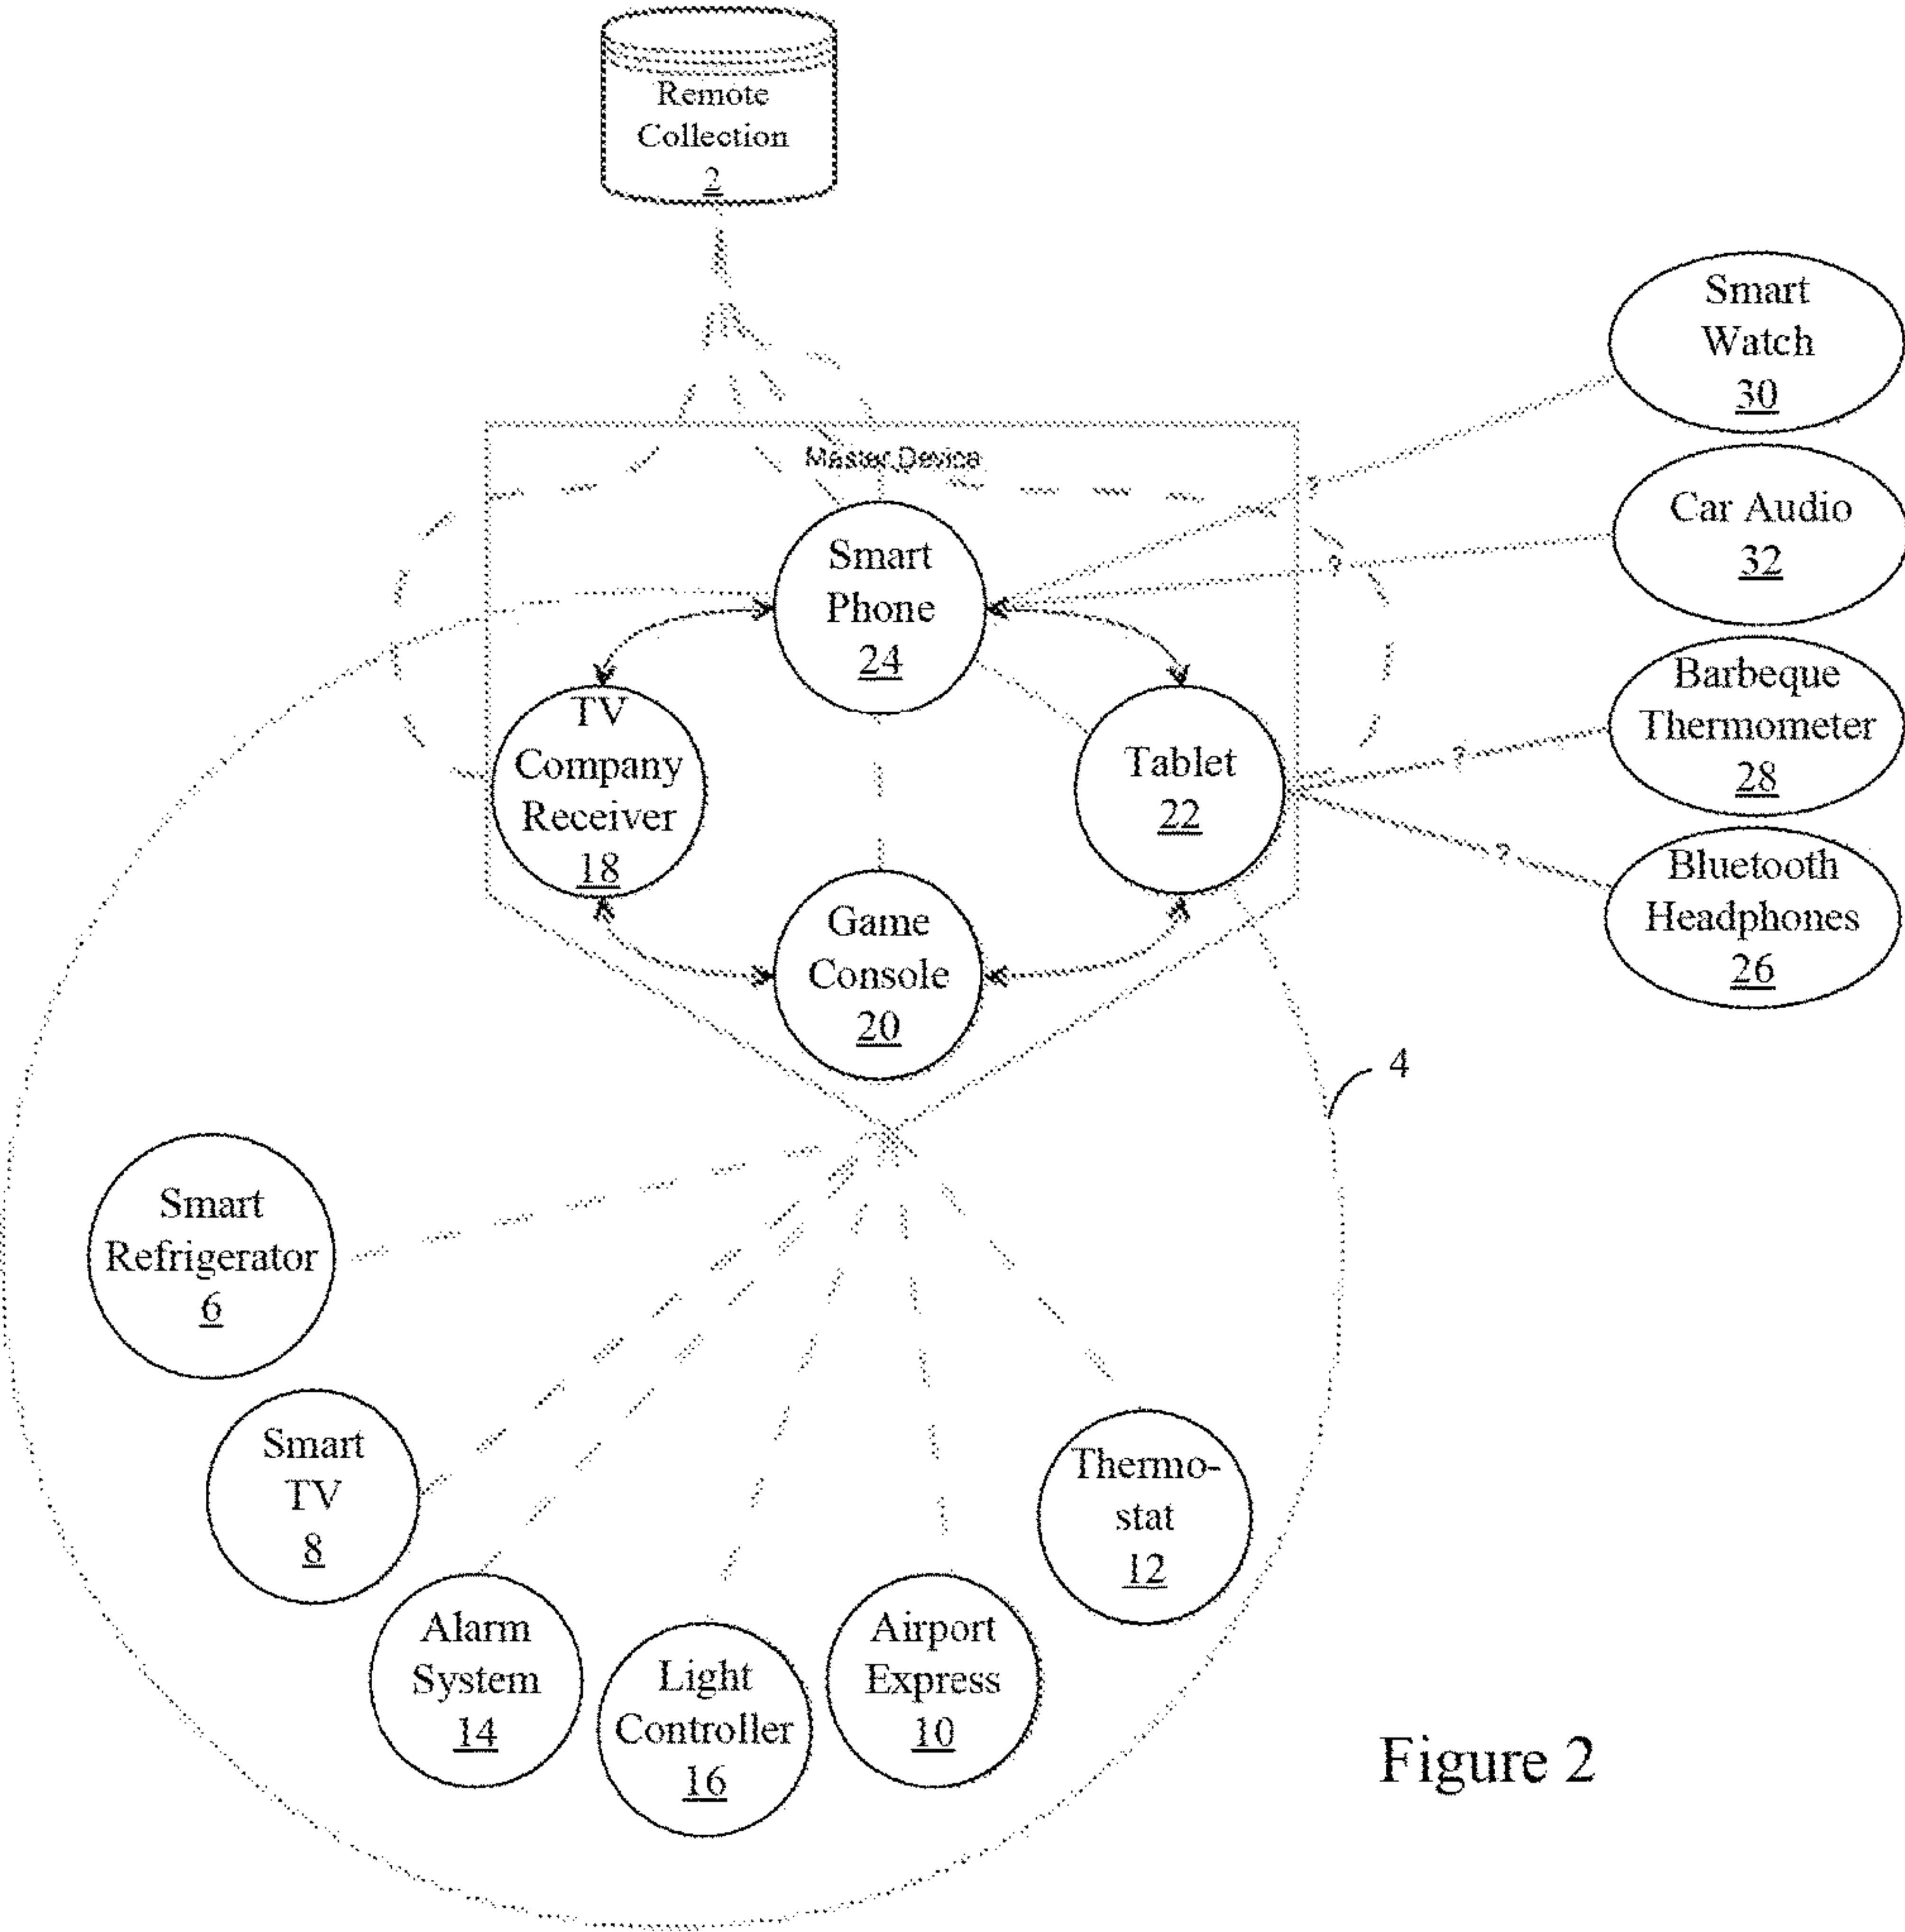 Remote
Collection
2
Smart
Watch
30
Master Device
?
Car Audio
32
?
Smart
Phone
24
Barbeque
Thermometer
28
?
TV
Company
Receiver
18
Tablet
22
Bluetooth
Headphones
26
?
Game
Console
20
4
Smart
Refrigerator
6
Smart
TV
8
Thermo-
stat
12
Alarm
System
14
Light
Controller
16
Airport
Express
10
Figure 2